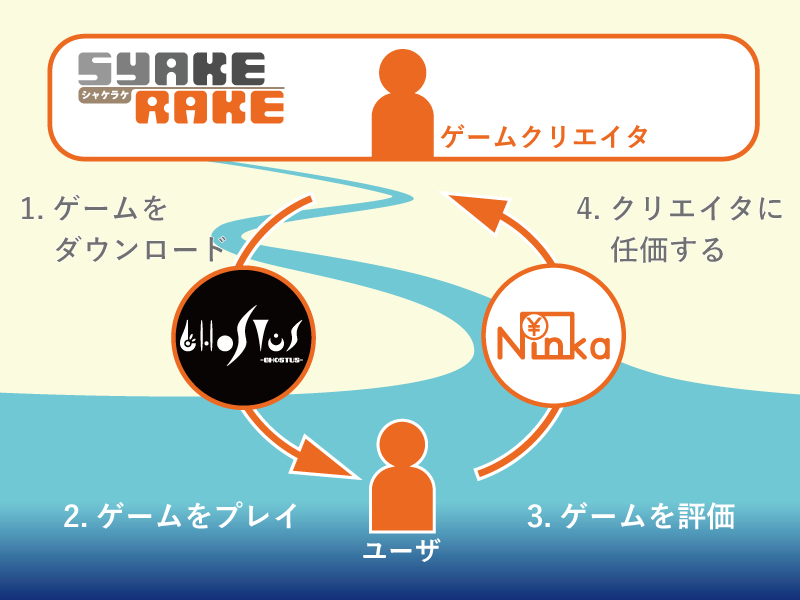 SYAKE
シャケラケ
RAKE
ゲームクリエイタ
1. ゲームを
ダウンロード
4. クリエイタに
任価する
GHOSTUS
-GHOSTUS-
¥
Ninka
2. ゲームをプレイ
3. ゲームを評価
ユーザ